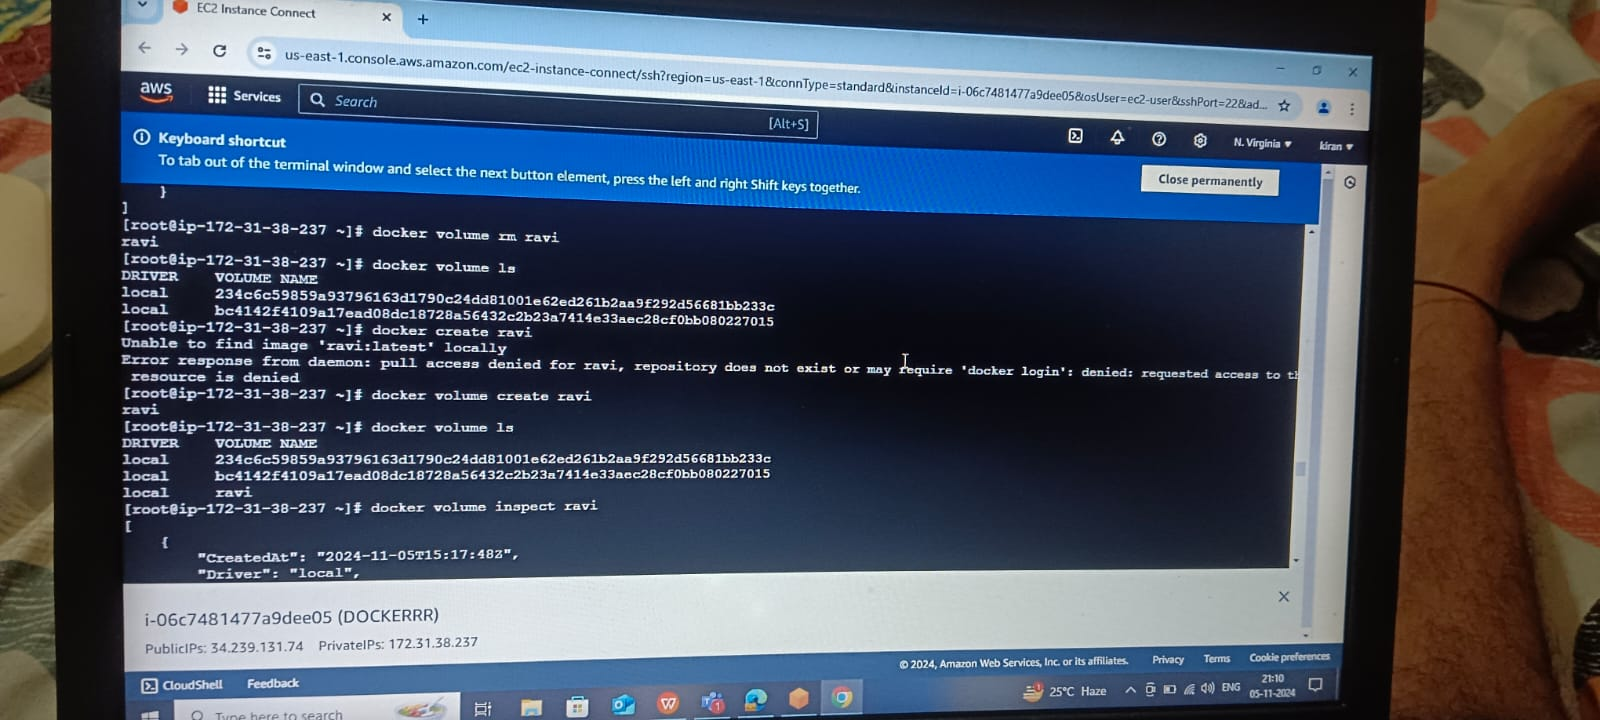 EC2 Instance Connect
us-east-1.console.aws.amazon.com/ec2-instance-connect/ssh?region=us-east-1&connType=standard&instanceId=i-06c7481477a9dee05&osUser=ec2-user&sshPort=22&ad...
aws
Services
Search
[Alt+S]
N. Virginia
kiran
Keyboard shortcut
To tab out of the terminal window and select the next button element, press the left and right Shift keys together.
Close permanently
}
]
[root@ip-172-31-38-237 ~]# docker volume rm ravi
ravi
[root@ip-172-31-38-237 ~]# docker volume ls
DRIVER VOLUME NAME
local 234c6c59859a93796163d1790c24dd81001e62ed261b2aa9f292d56681bb233c
local bc4142f4109a17ead08dc18728a56432c2b23a7414e33aec28cf0bb080227015
[root@ip-172-31-38-237 ~]# docker create ravi
Unable to find image 'ravi:latest' locally
Error response from daemon: pull access denied for ravi, repository does not exist or may require 'docker login': denied: requested access to th
resource is denied
[root@ip-172-31-38-237 ~]# docker volume create ravi
ravi
[root@ip-172-31-38-237 ~]# docker volume ls
DRIVER VOLUME NAME
local 234c6c59859a93796163d1790c24dd81001e62ed261b2aa9f292d56681bb233c
local bc4142f4109a17ead08dc18728a56432c2b23a7414e33aec28cf0bb080227015
local ravi
[root@ip-172-31-38-237 ~]# docker volume inspect ravi
[
{
"CreatedAt": "2024-11-05T15:17:48Z",
"Driver": "local",
i-06c7481477a9dee05 (DOCKERRR)
PublicIPs: 34.239.131.74 PrivateIPs: 172.31.38.237
© 2024, Amazon Web Services, Inc. or its affiliates. Privacy Terms Cookie preferences
CloudShell Feedback
Type here to search
25°C Haze
ENG
21:10
05-11-2024